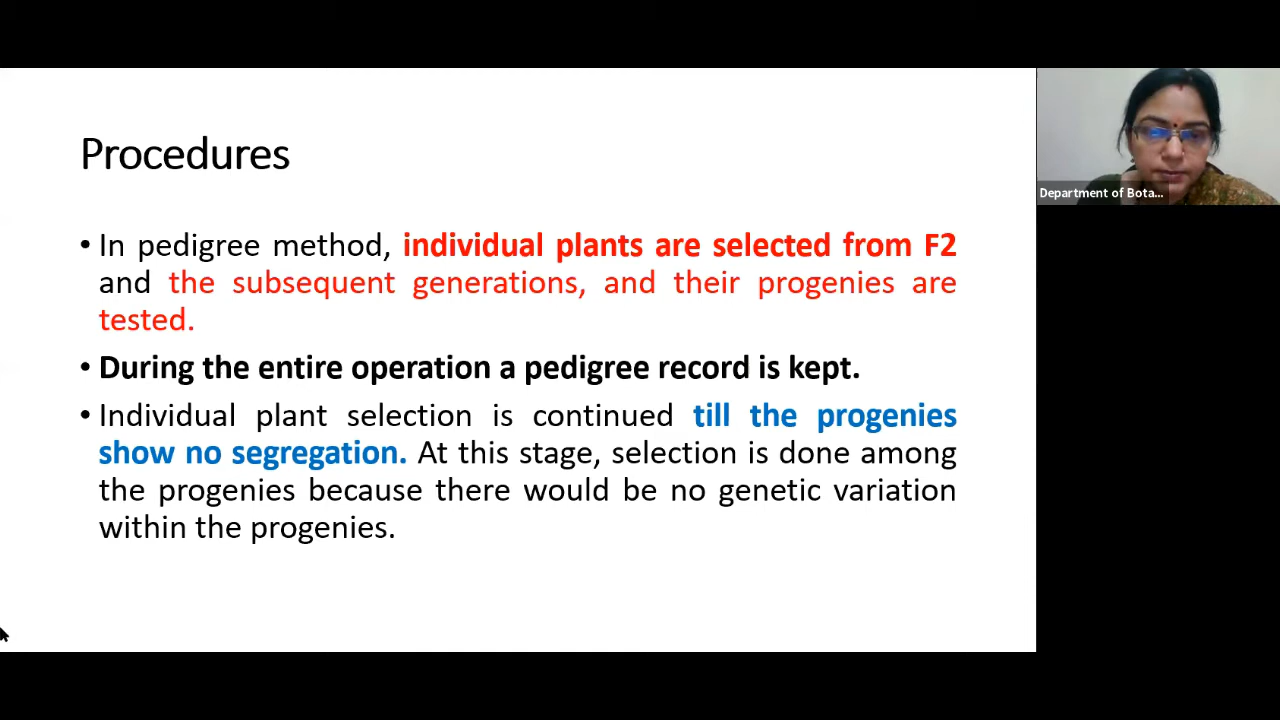 Procedures
• In pedigree method, individual plants are selected from F2
and the subsequent generations, and their progenies are
tested.
• During the entire operation a pedigree record is kept.
• Individual plant selection is continued till the progenies
show no segregation. At this stage, selection is done among
the progenies because there would be no genetic variation
within the progenies.
Department of Bota...